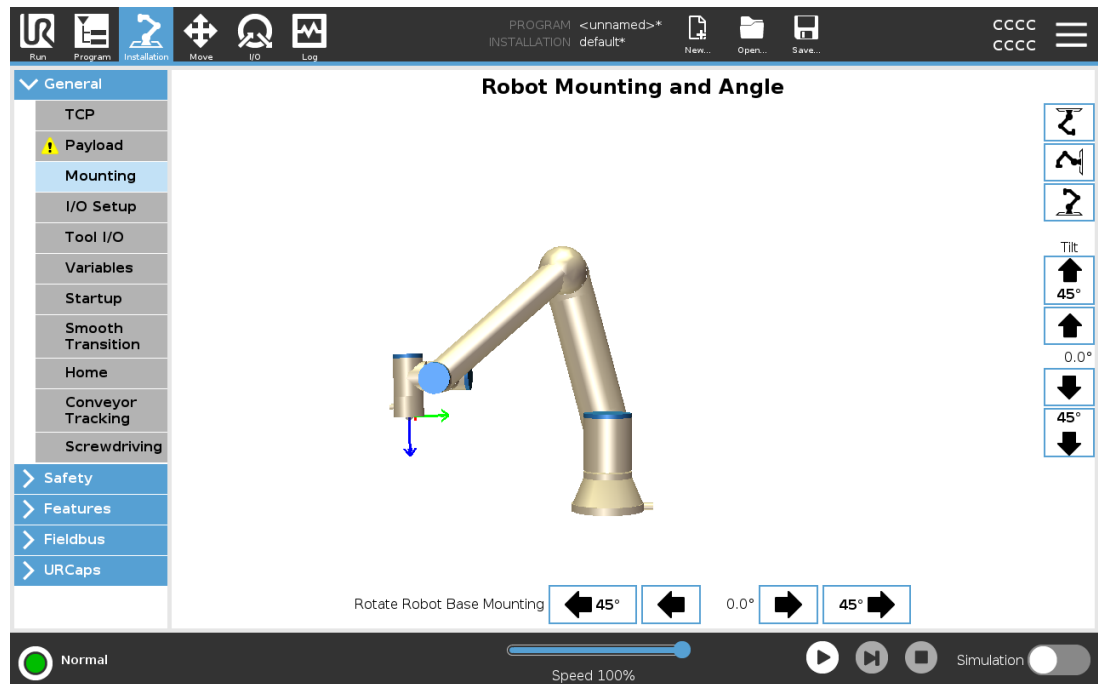 PROGRAM <unnamed>*
INSTALLATION default*
CCCC
CCCC
Run
Program
Installation
Move
I/O
Log
New...
Open...
Save...
General
TCP
Payload
Mounting
I/O Setup
Tool I/O
Variables
Startup
Smooth
Transition
Home
Conveyor
Tracking
Screwdriving
Safety
Features
Fieldbus
URCaps
Robot Mounting and Angle
Tilt
45°
0.0°
45°
Rotate Robot Base Mounting
45°
0.0°
45°
Normal
Speed 100%
Simulation